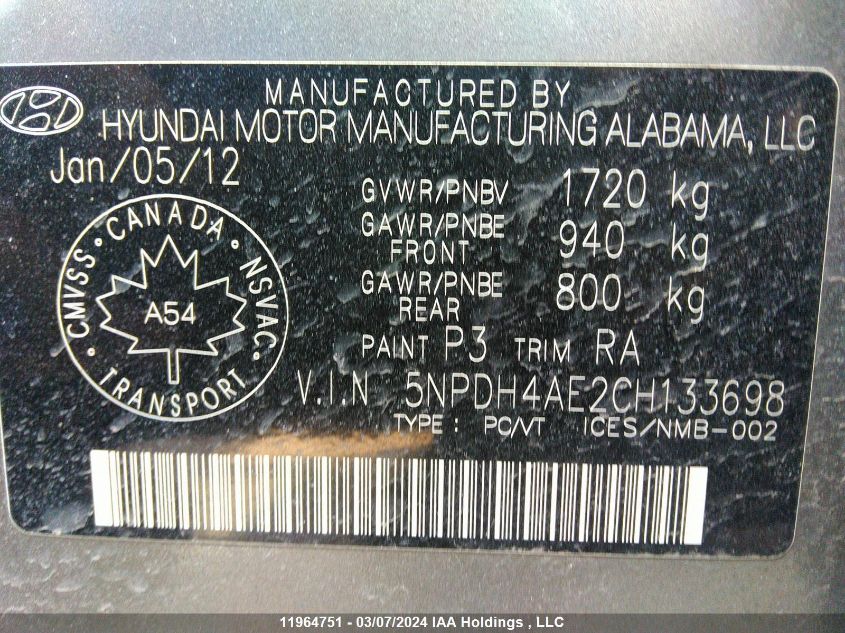 MANUFACTURED BY
HYUNDAI MOTOR MANUFACTURING ALABAMA, LLC
Jan/05/12
GVWR/PNBV 1720 kg
GAWR/PNBE FRONT 940 kg
GAWR/PNBE REAR 800 kg
PAINT P3 TRIM RA
V.I.N 5NPDH4AE2CH133698
TYPE : PC/VT ICES/NMB-002
CMVSS · CANADA · NSVAC ·
A54
TRANSPORT
11964751 - 03/07/2024 IAA Holdings , LLC